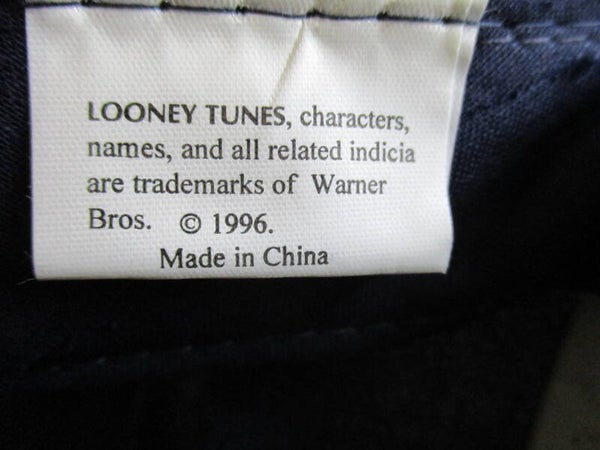 LOONEY TUNES, characters,
names, and all related indicia
are trademarks of Warner
Bros. © 1996.
Made in China